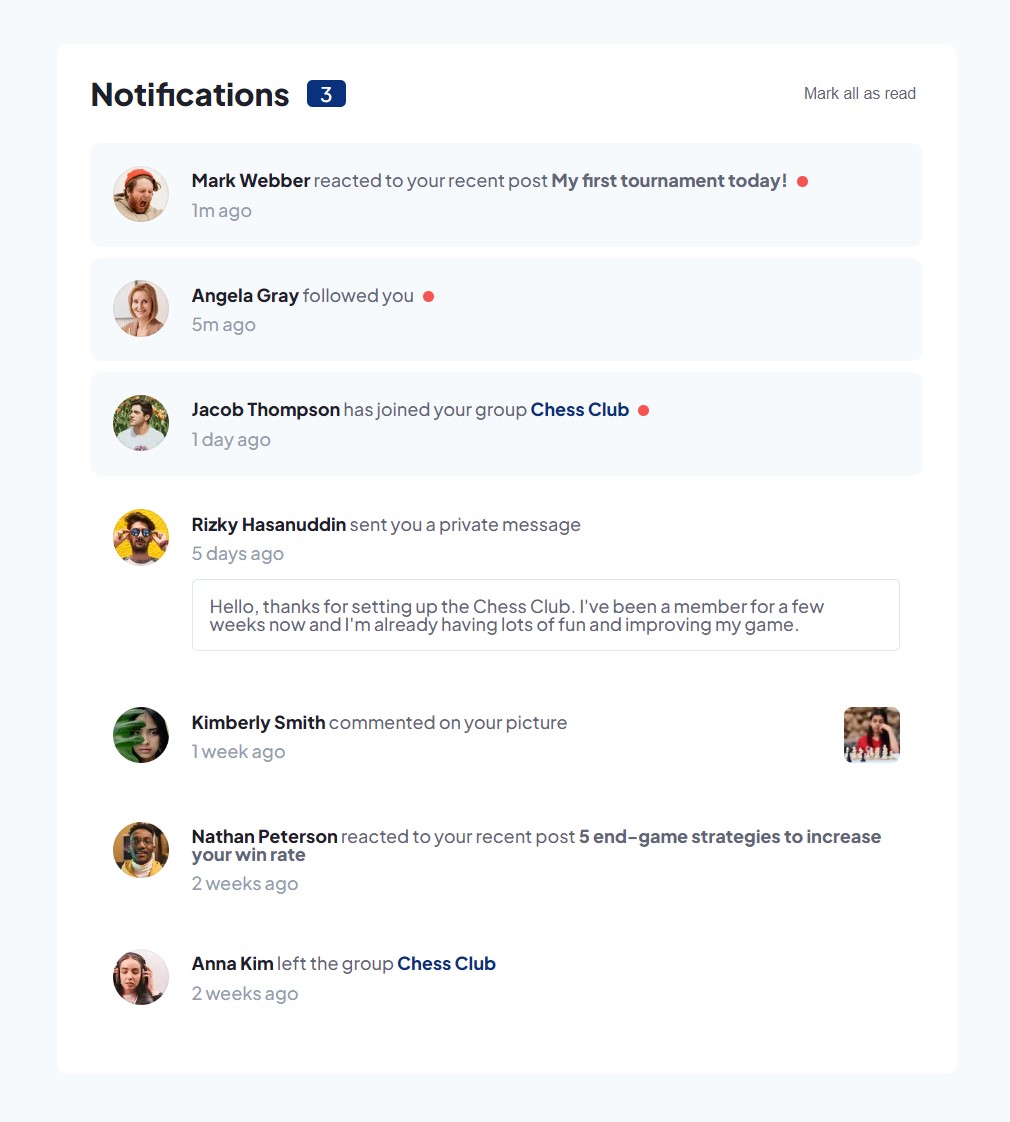 Notifications 3 Mark all as read
Mark Webber reacted to your recent post My first tournament today!
1m ago
Angela Gray followed you
5m ago
Jacob Thompson has joined your group Chess Club
1 day ago
Rizky Hasanuddin sent you a private message
5 days ago
Hello, thanks for setting up the Chess Club. I've been a member for a few
weeks now and I'm already having lots of fun and improving my game.
Kimberly Smith commented on your picture
1 week ago
Nathan Peterson reacted to your recent post 5 end-game strategies to increase
your win rate
2 weeks ago
Anna Kim left the group Chess Club
2 weeks ago